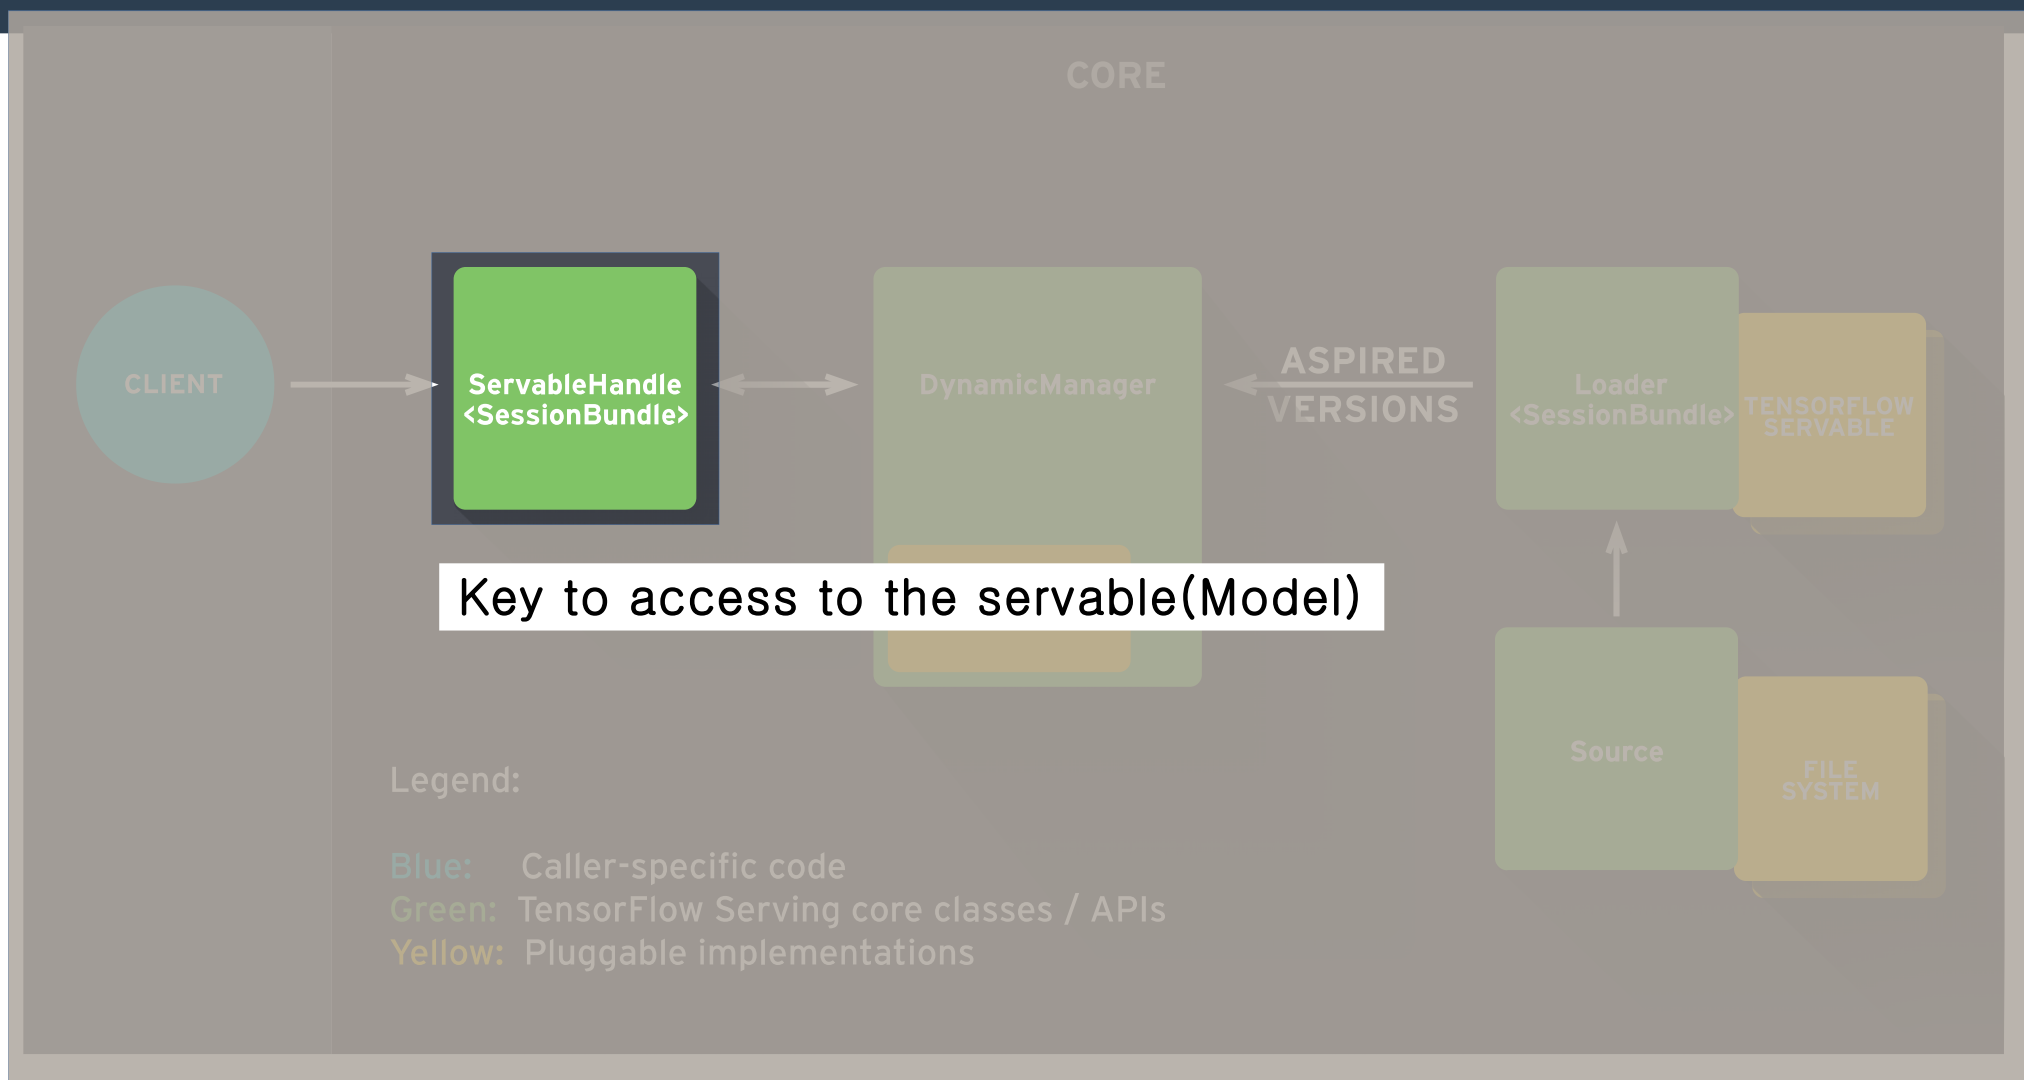 CORE
CLIENT
ServableHandle
<SessionBundle>
DynamicManager
ASPIRED
VERSIONS
Loader
<SessionBundle>
TENSORFLOW
SERVABLE
Key to access to the servable(Model)
Source
FILE
SYSTEM
Legend:
Blue: Caller-specific code
Green: TensorFlow Serving core classes / APIs
Yellow: Pluggable implementations